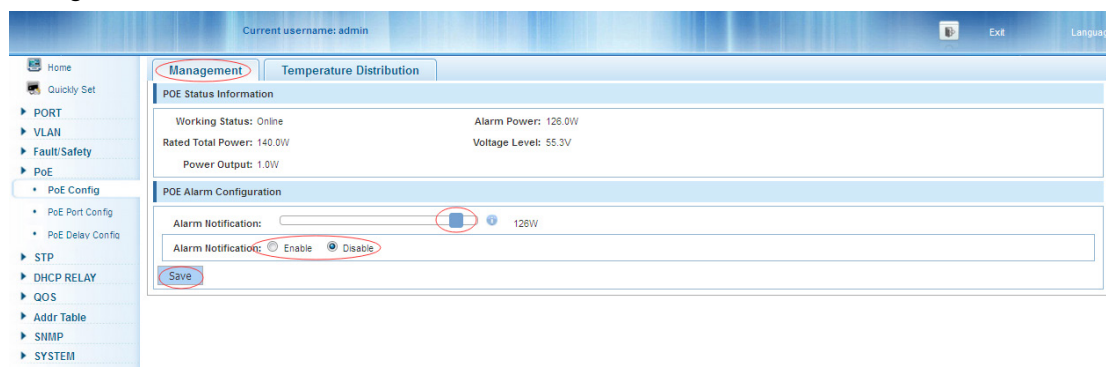 Current username: admin
Exit
Languag
Home
Quickly Set
PORT
VLAN
Fault/Safety
PoE
PoE Config
PoE Port Config
PoE Delay Config
STP
DHCP RELAY
QOS
Addr Table
SNMP
SYSTEM
Management
Temperature Distribution
POE Status Information
Working Status: Online
Alarm Power: 126.0W
Rated Total Power: 140.0W
Voltage Level: 55.3V
Power Output: 1.0W
POE Alarm Configuration
Alarm Notification:
126W
Alarm Notification: Enable Disable
Save